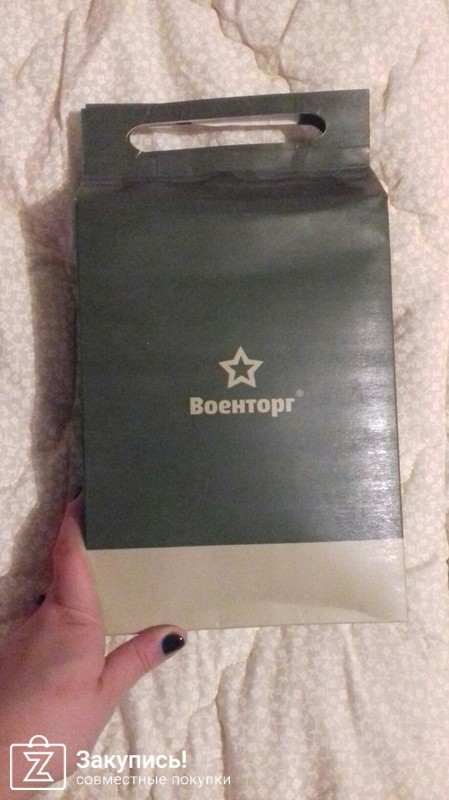 Военторг®
Закупись!
совместные покупки